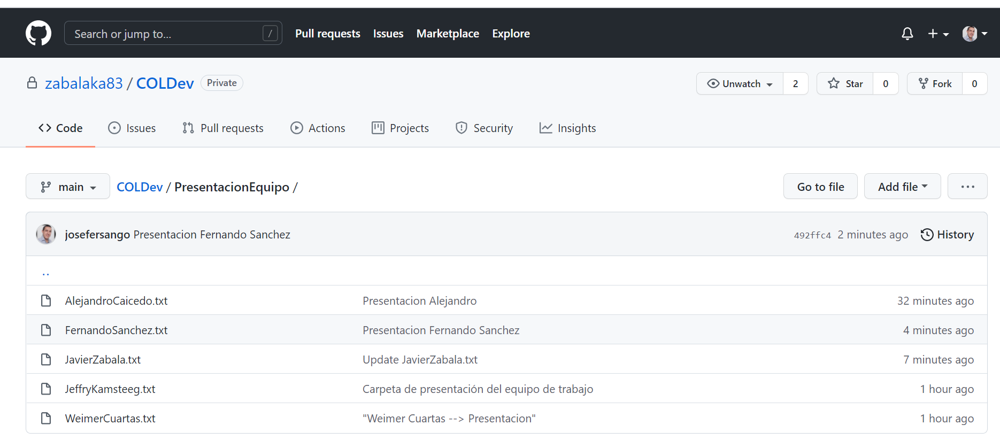 Search or jump to... /
Pull requests Issues Marketplace Explore
zabalaka83 / COLDev Private
Unwatch 2 Star 0 Fork 0
Code Issues Pull requests Actions Projects Security Insights
main COLDev / PresentacionEquipo / Go to file Add file ...
josefersango Presentacion Fernando Sanchez 492ffc4 2 minutes ago History
..
AlejandroCaicedo.txt Presentacion Alejandro 32 minutes ago
FernandoSanchez.txt Presentacion Fernando Sanchez 4 minutes ago
JavierZabala.txt Update JavierZabala.txt 7 minutes ago
JeffryKamsteeg.txt Carpeta de presentación del equipo de trabajo 1 hour ago
WeimerCuartas.txt "Weimer Cuartas --> Presentacion" 1 hour ago